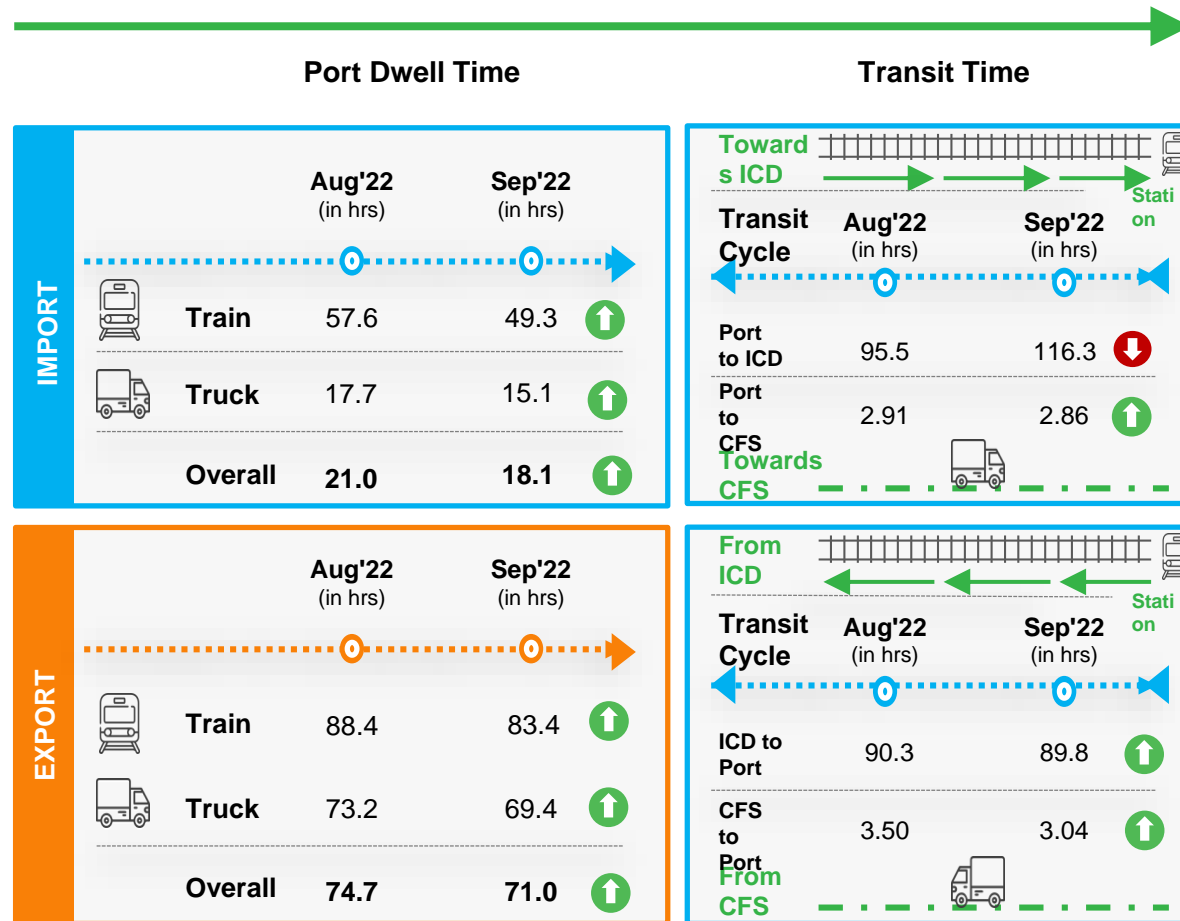 Port Dwell Time
Transit Time
IMPORT
Aug'22
(in hrs)
Sep'22
(in hrs)
Train 57.6 49.3
Truck 17.7 15.1
Overall 21.0 18.1
Toward
s ICD
Stati
on
Transit
Cycle
Aug'22
(in hrs)
Sep'22
(in hrs)
Port
to ICD 95.5 116.3
Port
to
CFS 2.91 2.86
Towards
CFS
EXPORT
Aug'22
(in hrs)
Sep'22
(in hrs)
Train 88.4 83.4
Truck 73.2 69.4
Overall 74.7 71.0
From
ICD
Stati
on
Transit
Cycle
Aug'22
(in hrs)
Sep'22
(in hrs)
ICD to
Port 90.3 89.8
CFS
to
Port 3.50 3.04
From
CFS